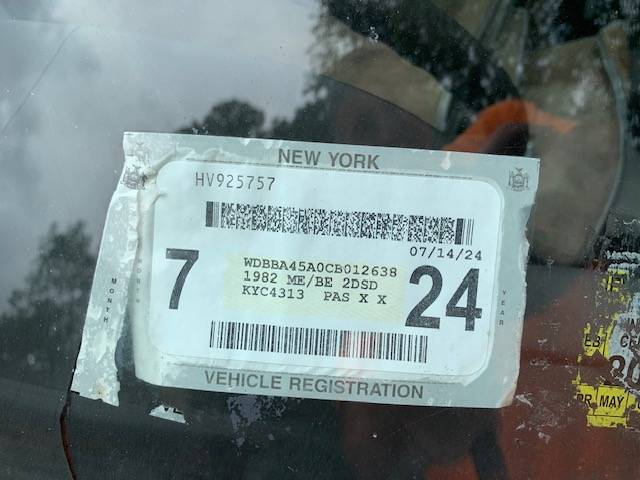 NEW YORK
HV925757
07/14/24
7
WDBBA45A0CB012638
1982 ME/BE 2DSD
KYC4313 PAS X X
24
MONTH
YEAR
VEHICLE REGISTRATION
MAY